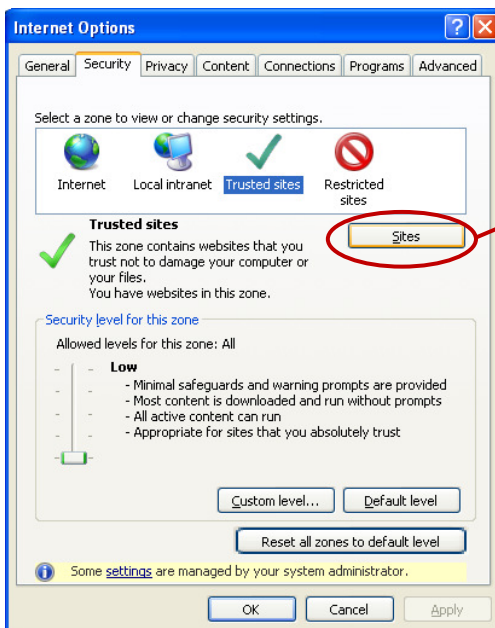 Internet Options
General Security Privacy Content Connections Programs Advanced
Select a zone to view or change security settings.
Internet Local intranet Trusted sites Restricted sites
Trusted sites
Sites
This zone contains websites that you
trust not to damage your computer or
your files.
You have websites in this zone.
Security level for this zone
Allowed levels for this zone: All
Low
- Minimal safeguards and warning prompts are provided
- Most content is downloaded and run without prompts
- All active content can run
- Appropriate for sites that you absolutely trust
Custom level... Default level
Reset all zones to default level
Some settings are managed by your system administrator.
OK Cancel Apply